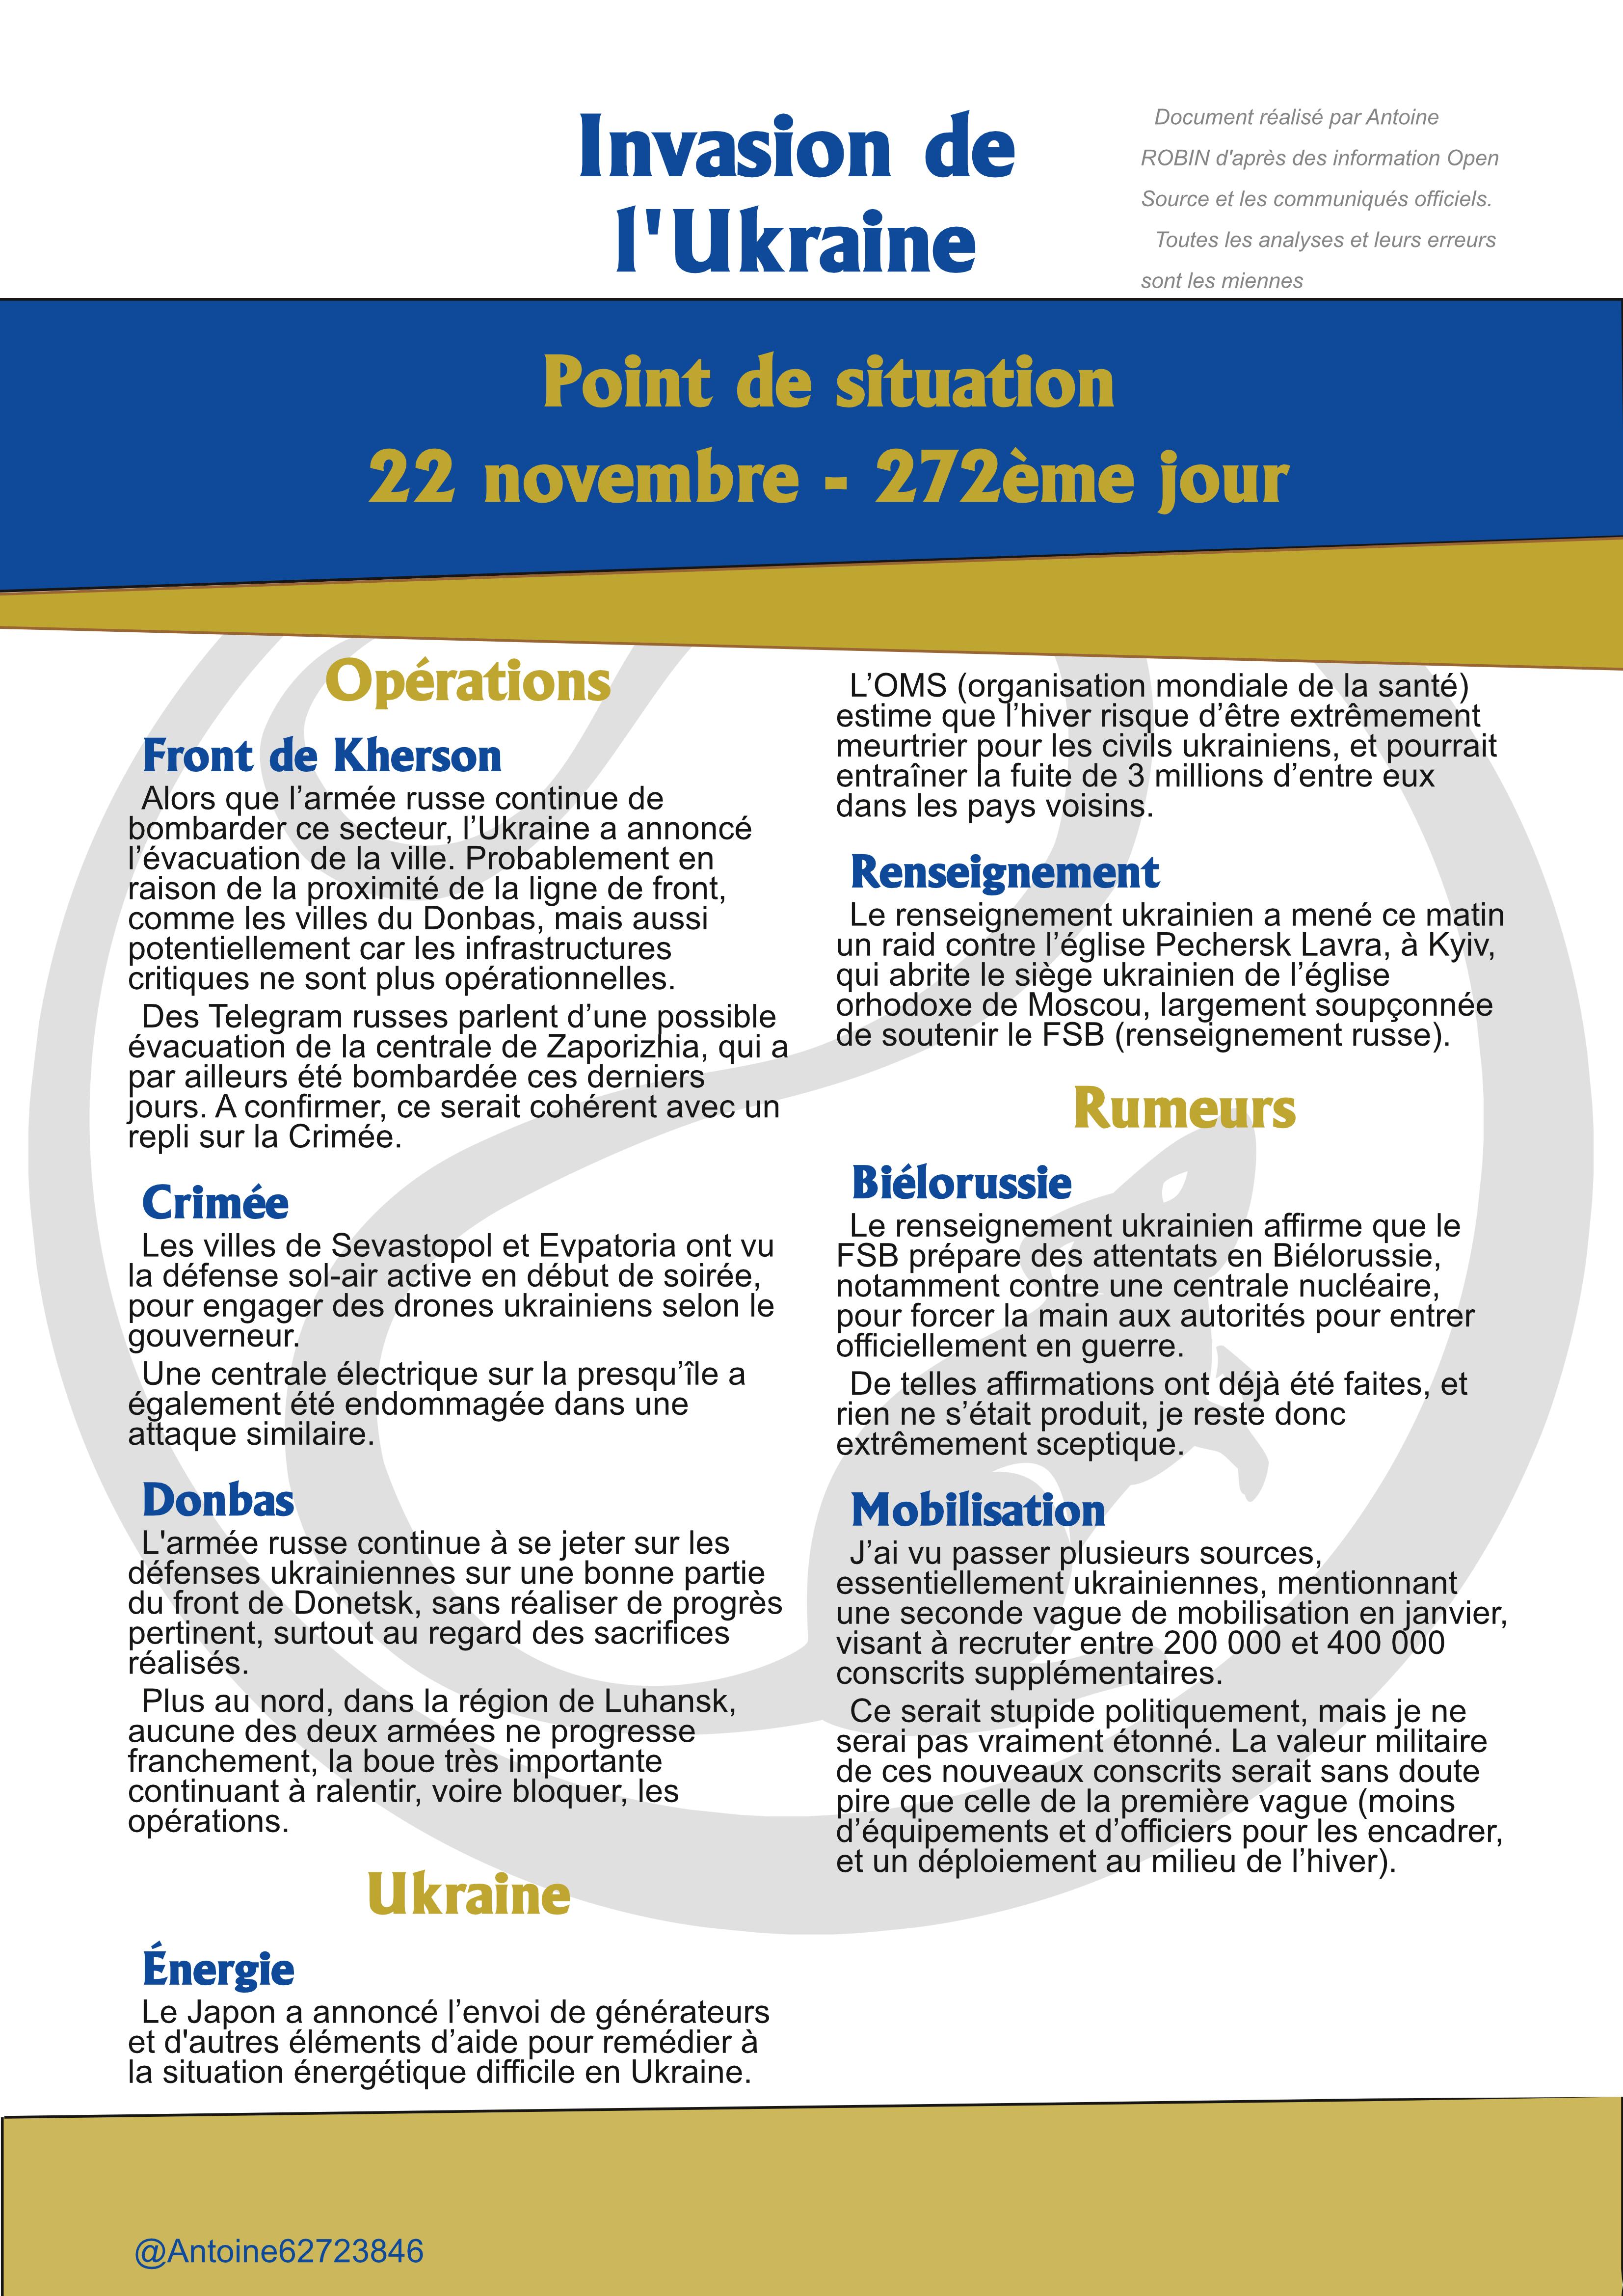 Invasion de
l'Ukraine
Document réalisé par Antoine
ROBIN d'après des information Open
Source et les communiqués officiels.
Toutes les analyses et leurs erreurs
sont les miennes
Point de situation
22 novembre - 272ème jour
Opérations
Front de Kherson
Alors que l’armée russe continue de
bombarder ce secteur, l’Ukraine a annoncé
l’évacuation de la ville. Probablement en
raison de la proximité de la ligne de front,
comme les villes du Donbas, mais aussi
potentiellement car les infrastructures
critiques ne sont plus opérationnelles.
Des Telegram russes parlent d’une possible
évacuation de la centrale de Zaporizhia, qui a
par ailleurs été bombardée ces derniers
jours. A confirmer, ce serait cohérent avec un
repli sur la Crimée.
Crimée
Les villes de Sevastopol et Evpatoria ont vu
la défense sol-air active en début de soirée,
pour engager des drones ukrainiens selon le
gouverneur.
Une centrale électrique sur la presqu’île a
également été endommagée dans une
attaque similaire.
Donbas
L'armée russe continue à se jeter sur les
défenses ukrainiennes sur une bonne partie
du front de Donetsk, sans réaliser de progrès
pertinent, surtout au regard des sacrifices
réalisés.
Plus au nord, dans la région de Luhansk,
aucune des deux armées ne progresse
franchement, la boue très importante
continuant à ralentir, voire bloquer, les
opérations.
Ukraine
Énergie
Le Japon a annoncé l’envoi de générateurs
et d'autres éléments d’aide pour remédier à
la situation énergétique difficile en Ukraine.
L’OMS (organisation mondiale de la santé)
estime que l’hiver risque d’être extrêmement
meurtrier pour les civils ukrainiens, et pourrait
entraîner la fuite de 3 millions d’entre eux
dans les pays voisins.
Renseignement
Le renseignement ukrainien a mené ce matin
un raid contre l’église Pechersk Lavra, à Kyiv,
qui abrite le siège ukrainien de l’église
orhodoxe de Moscou, largement soupçonnée
de soutenir le FSB (renseignement russe).
Rumeurs
Biélorussie
Le renseignement ukrainien affirme que le
FSB prépare des attentats en Biélorussie,
notamment contre une centrale nucléaire,
pour forcer la main aux autorités pour entrer
officiellement en guerre.
De telles affirmations ont déjà été faites, et
rien ne s’était produit, je reste donc
extrêmement sceptique.
Mobilisation
J’ai vu passer plusieurs sources,
essentiellement ukrainiennes, mentionnant
une seconde vague de mobilisation en janvier,
visant à recruter entre 200 000 et 400 000
conscrits supplémentaires.
Ce serait stupide politiquement, mais je ne
serai pas vraiment étonné. La valeur militaire
de ces nouveaux conscrits serait sans doute
pire que celle de la première vague (moins
d’équipements et d’officiers pour les encadrer,
et un déploiement au milieu de l’hiver).
@Antoine62723846